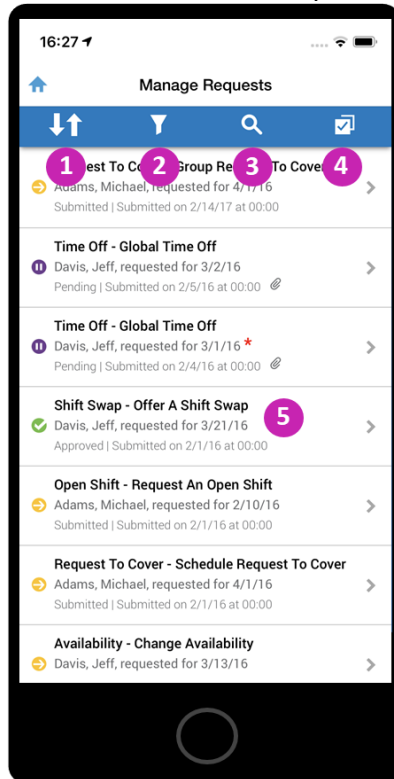 16:27
Manage Requests
1 2 3 4
est To Co Group Re To Cover
Adams, Michael, requested for 4/1/16
Submitted | Submitted on 2/14/17 at 00:00
Time Off - Global Time Off
Davis, Jeff, requested for 3/2/16
Pending | Submitted on 2/5/16 at 00:00
Time Off - Global Time Off
Davis, Jeff, requested for 3/1/16 *
Pending | Submitted on 2/4/16 at 00:00
Shift Swap - Offer A Shift Swap
5
Davis, Jeff, requested for 3/21/16
Approved | Submitted on 2/1/16 at 00:00
Open Shift - Request An Open Shift
Adams, Michael, requested for 2/10/16
Submitted | Submitted on 2/1/16 at 00:00
Request To Cover - Schedule Request To Cover
Adams, Michael, requested for 4/1/16
Submitted | Submitted on 2/1/16 at 00:00
Availability - Change Availability
Davis, Jeff, requested for 3/13/16